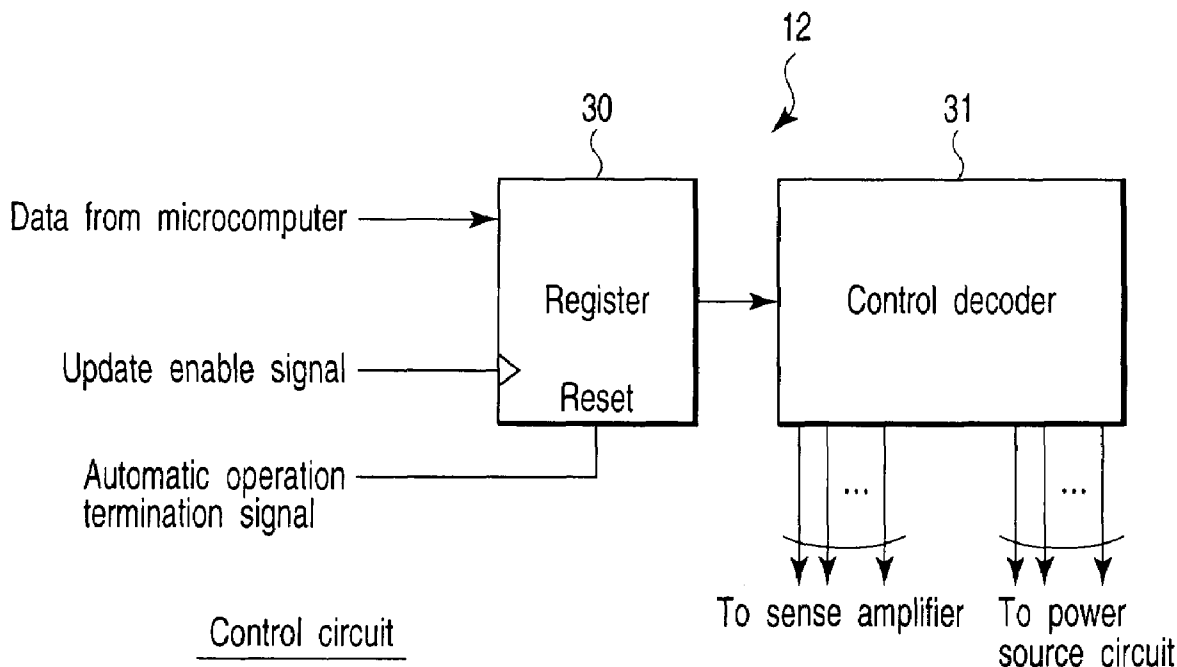 12
30
31
Data from microcomputer
Register
Control decoder
Update enable signal
Reset
Automatic operation
termination signal
...
...
To sense amplifier
To power
source circuit
Control circuit